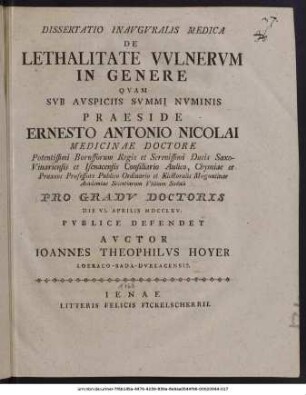 DISSERTATIO INAVGVRALIS MEDICA
DE
LETHALITATE VVLNERVM
IN GENERE
QVAM
SVB AVSPICIIS SVMMI NVMINIS
PRAESIDE
ERNESTO ANTONIO NICOLAI
MEDICINAE DOCTORE
Potentissimi Borussorum Regis et Serenissimi Ducis Saxo-
Vinariensis et Isenacensis Consiliario Aulico, Chymiae et
Praxeos Professore Publico Ordinario et Electoralis Moguntinae
Academiae Scientiarum Vtilium Sodali
PRO GRADV DOCTORIS
DIE VI. APRILIS MDCCLXV.
PVBLICE DEFENDET
AVCTOR
IOANNES THEOPHILVS HOYER
BADA-DVRLACENSIS.
IENAE
LITTERIS FELICIS FICKELSCHERRII.